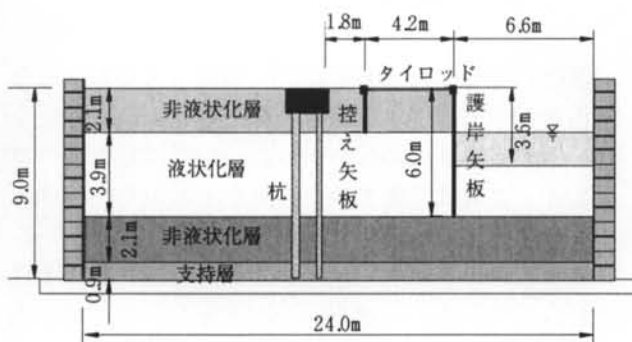 1.8m
4.2m
6.6m
タイロッド
非液状化層
控え矢板
護岸矢板
2.1m
3.6m
9.0m
3.9m
液状化層
杭
6.0m
非液状化層
2.1m
支持層
0.9m
24.0m